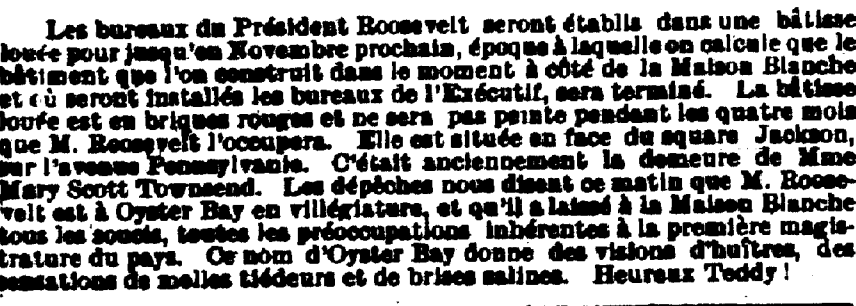 Les bureaux du Président Roosevelt seront établis dans une bâtisse
louée pour jusqu'en Novembre prochain, époque à laquelle on calcule que le
bâtiment que l'on construit dans le moment à côté de la Maison Blanche
et où seront installés les bureaux de l'Exécutif, sera terminé. La bâtisse
louée est en briques rouges et ne sera pas peinte pendant les quatre mois
que M. Roosevelt l'occupera. Elle est située en face du square Jackson,
sur l'avenue Pennsylvanie. C'était anciennement la demeure de Mme
Mary Scott Townsend. Les dépêches nous disent ce matin que M. Roose-
velt est à Oyster Bay en villégiature, et qu'il a laissé à la Maison Blanche
tous les soucis, toutes les préoccupations inhérentes à la première magis-
trature du pays. Ce nom d'Oyster Bay donne des visions d'huîtres, des
sensations de molles tiédeurs et de brises salines. Heureux Teddy !